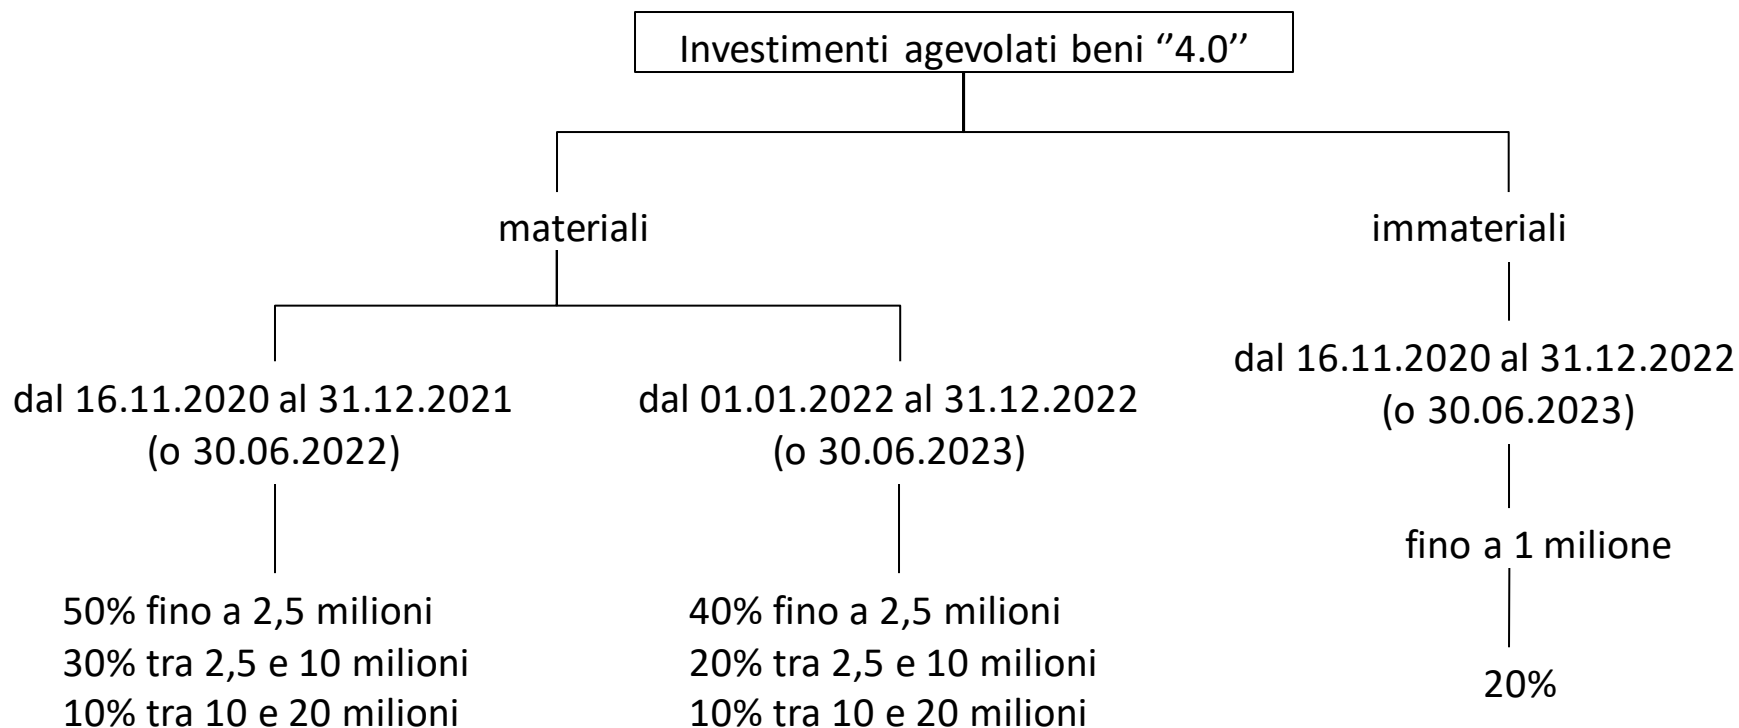 Investimenti agevolati beni ‘’4.0’’
materiali
immateriali
dal 16.11.2020 al 31.12.2021
(o 30.06.2022)
dal 01.01.2022 al 31.12.2022
(o 30.06.2023)
dal 16.11.2020 al 31.12.2022
(o 30.06.2023)
50% fino a 2,5 milioni
30% tra 2,5 e 10 milioni
10% tra 10 e 20 milioni
40% fino a 2,5 milioni
20% tra 2,5 e 10 milioni
10% tra 10 e 20 milioni
fino a 1 milione
20%